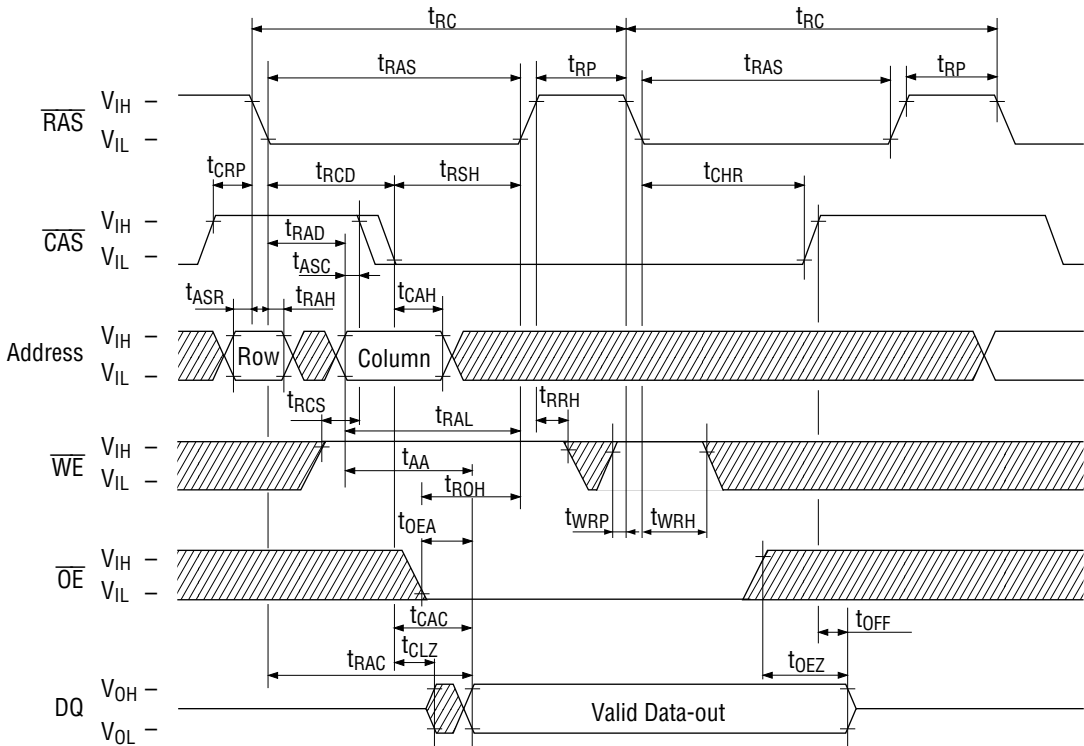 tRC tRC
tRAS tRP tRAS tRP
RAS VIH
VIL
tCRP tRCD tRSH tCHR
CAS VIH
VIL
tRAD
tASC
tASR tRAH tCAH
Address VIH
VIL
Row Column
tRCS tRRH
tRAL
WE VIH
VIL
tAA
tROH
tWRP tWRH
tOEA
OE VIH
VIL
tCAC tOFF
tCLZ
tRAC tOEZ
DQ VOH
VOL
Valid Data-out